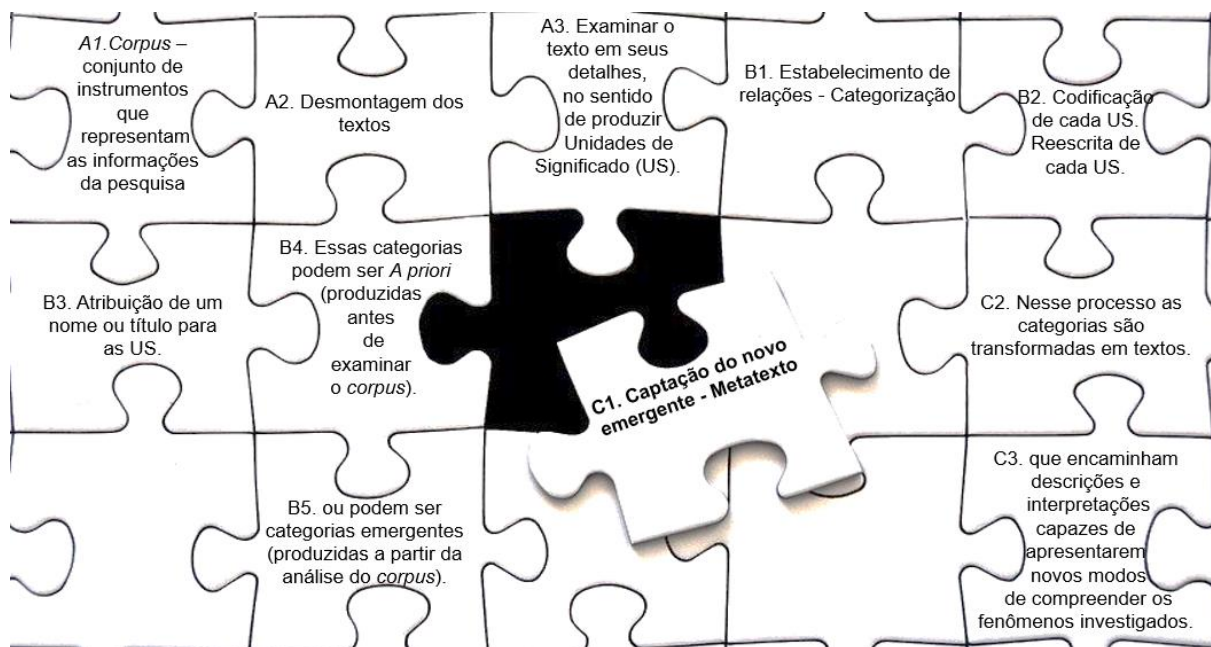 A1.Corpus –
conjunto de
instrumentos
que
representam
as informações
da pesquisa
A2. Desmontagem dos
textos
A3. Examinar o
texto em seus
detalhes,
no sentido
de produzir
Unidades de
Significado (US).
B1. Estabelecimento de
relações - Categorização
B2. Codificação
de cada US.
Reescrita de
cada US.
B3. Atribuição de um
nome ou título para
as US.
B4. Essas categorias
podem ser A priori
(produzidas
antes
de
examinar
o corpus).
B5. ou podem ser
categorias emergentes
(produzidas a partir da
análise do corpus).
C1. Captação do novo
emergente - Metatexto
C2. Nesse processo as
categorias são
transformadas em textos.
C3. que encaminham
descrições e
interpretações
capazes de
apresentarem
novos modos
de compreender os
fenômenos investigados.